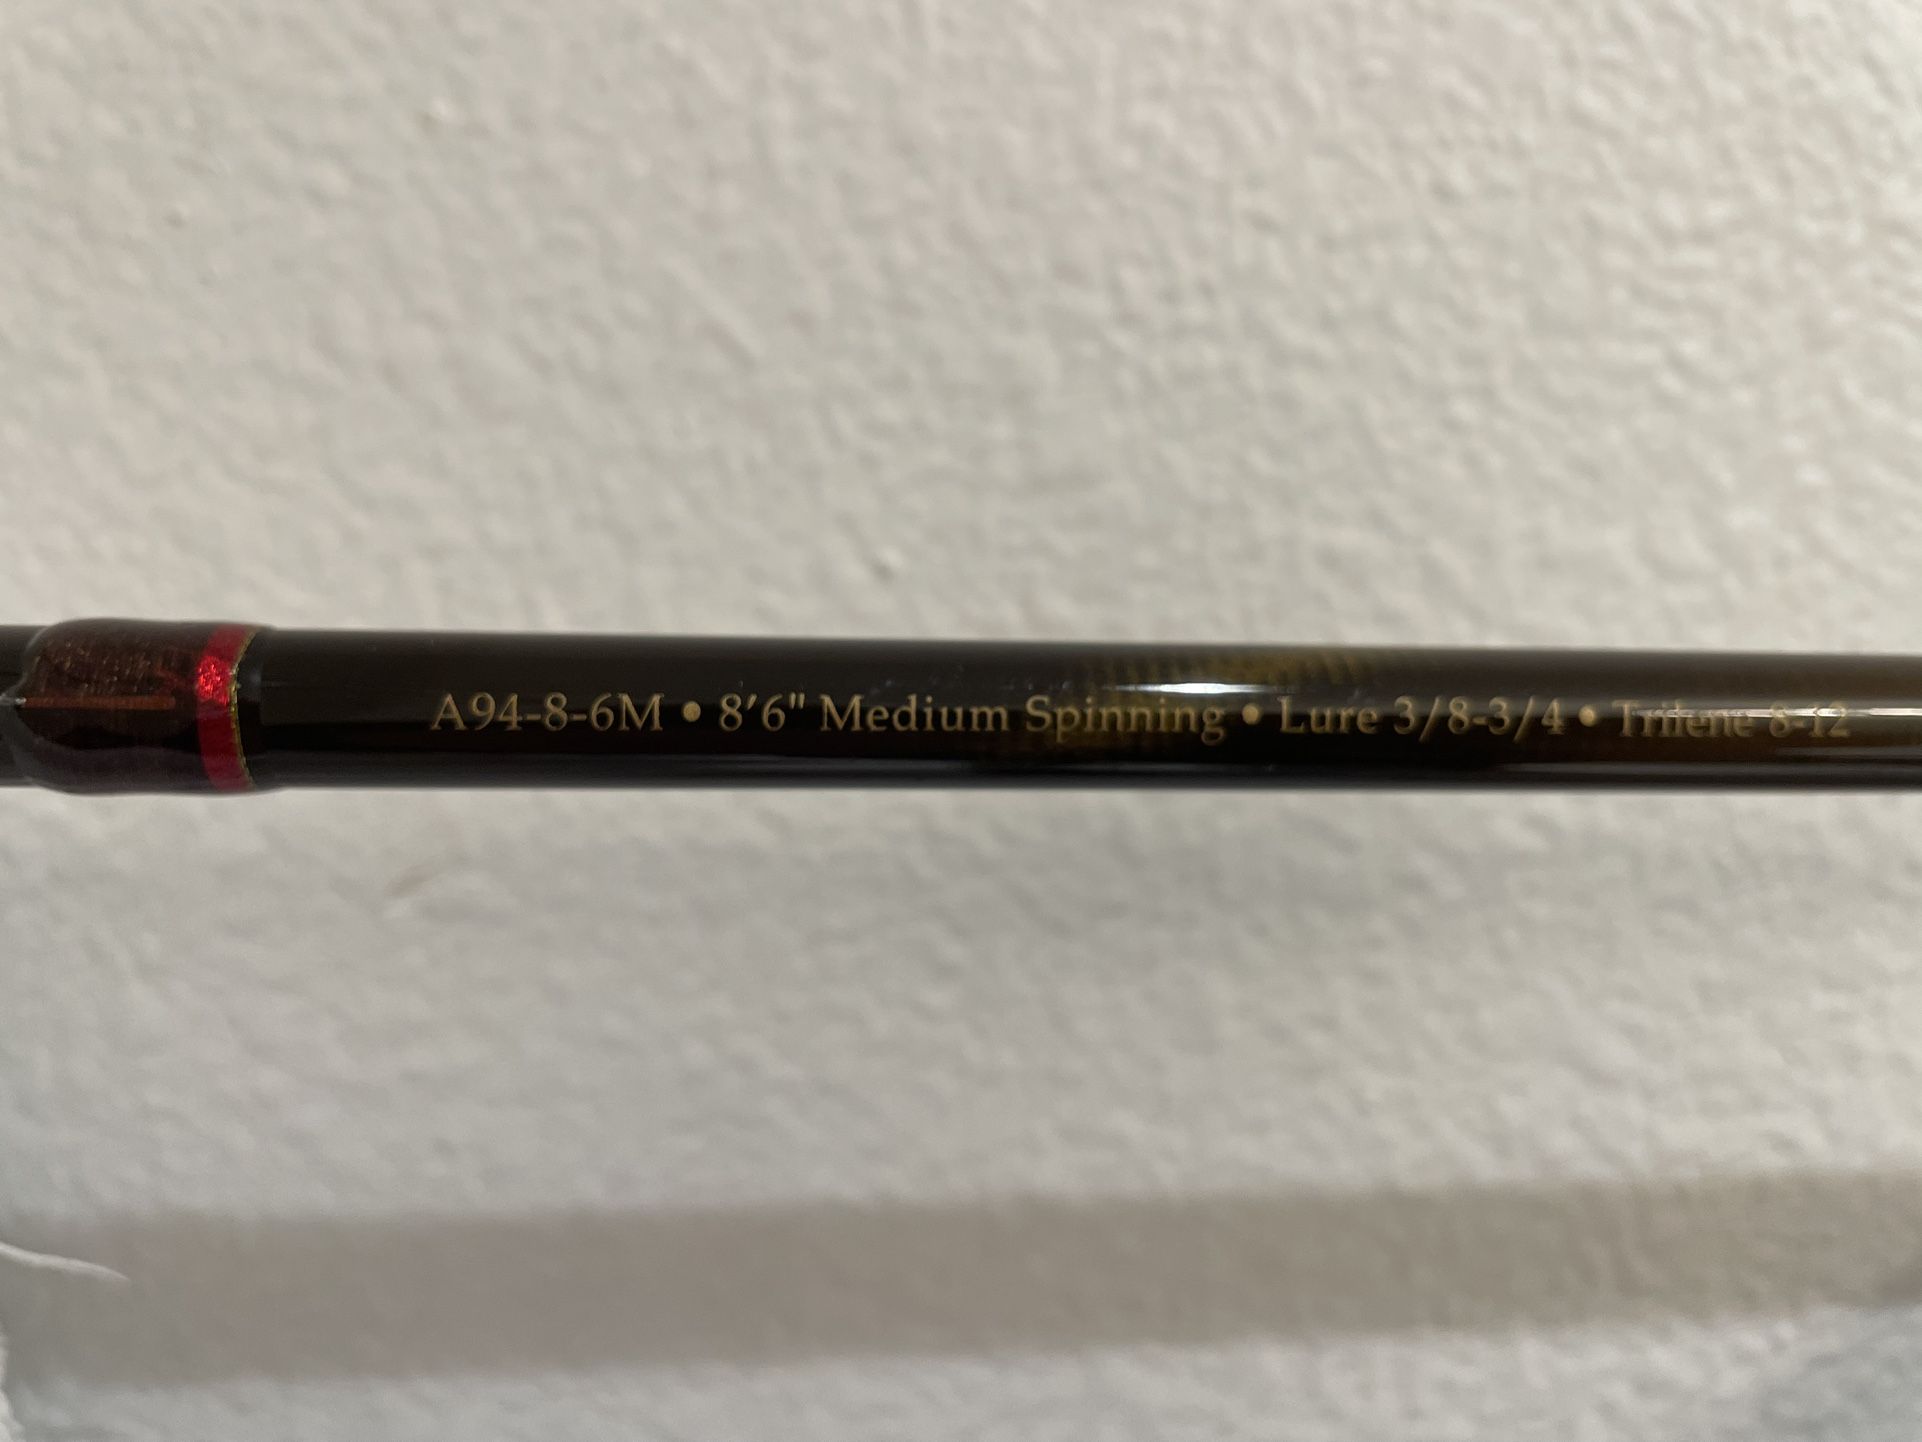 A94-8-6M • 8'6" Medium Spinning • Lure 3/8-3/4 • Trilene 8-12